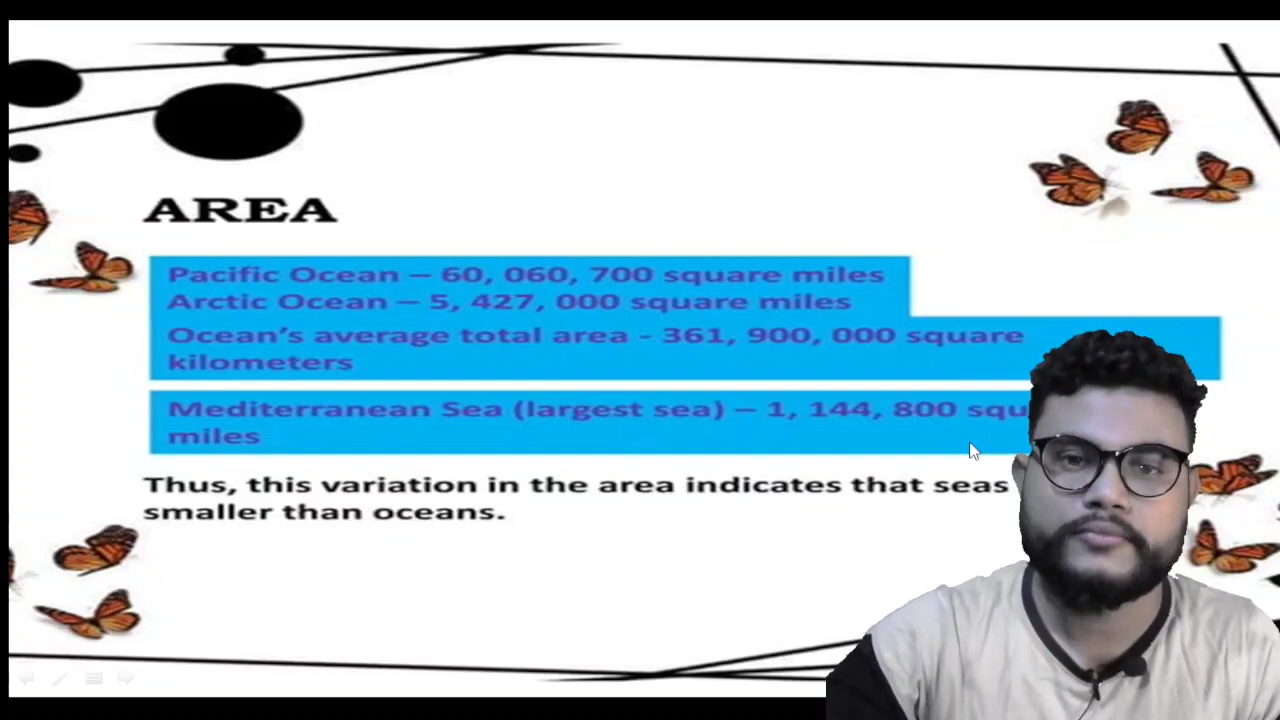 AREA
Pacific Ocean – 60, 060, 700 square miles
Arctic Ocean – 5, 427, 000 square miles
Ocean’s average total area - 361, 900, 000 square
kilometers
Mediterranean Sea (largest sea) – 1, 144, 800
miles
Thus, this variation in the area indicates that seas
smaller than oceans.